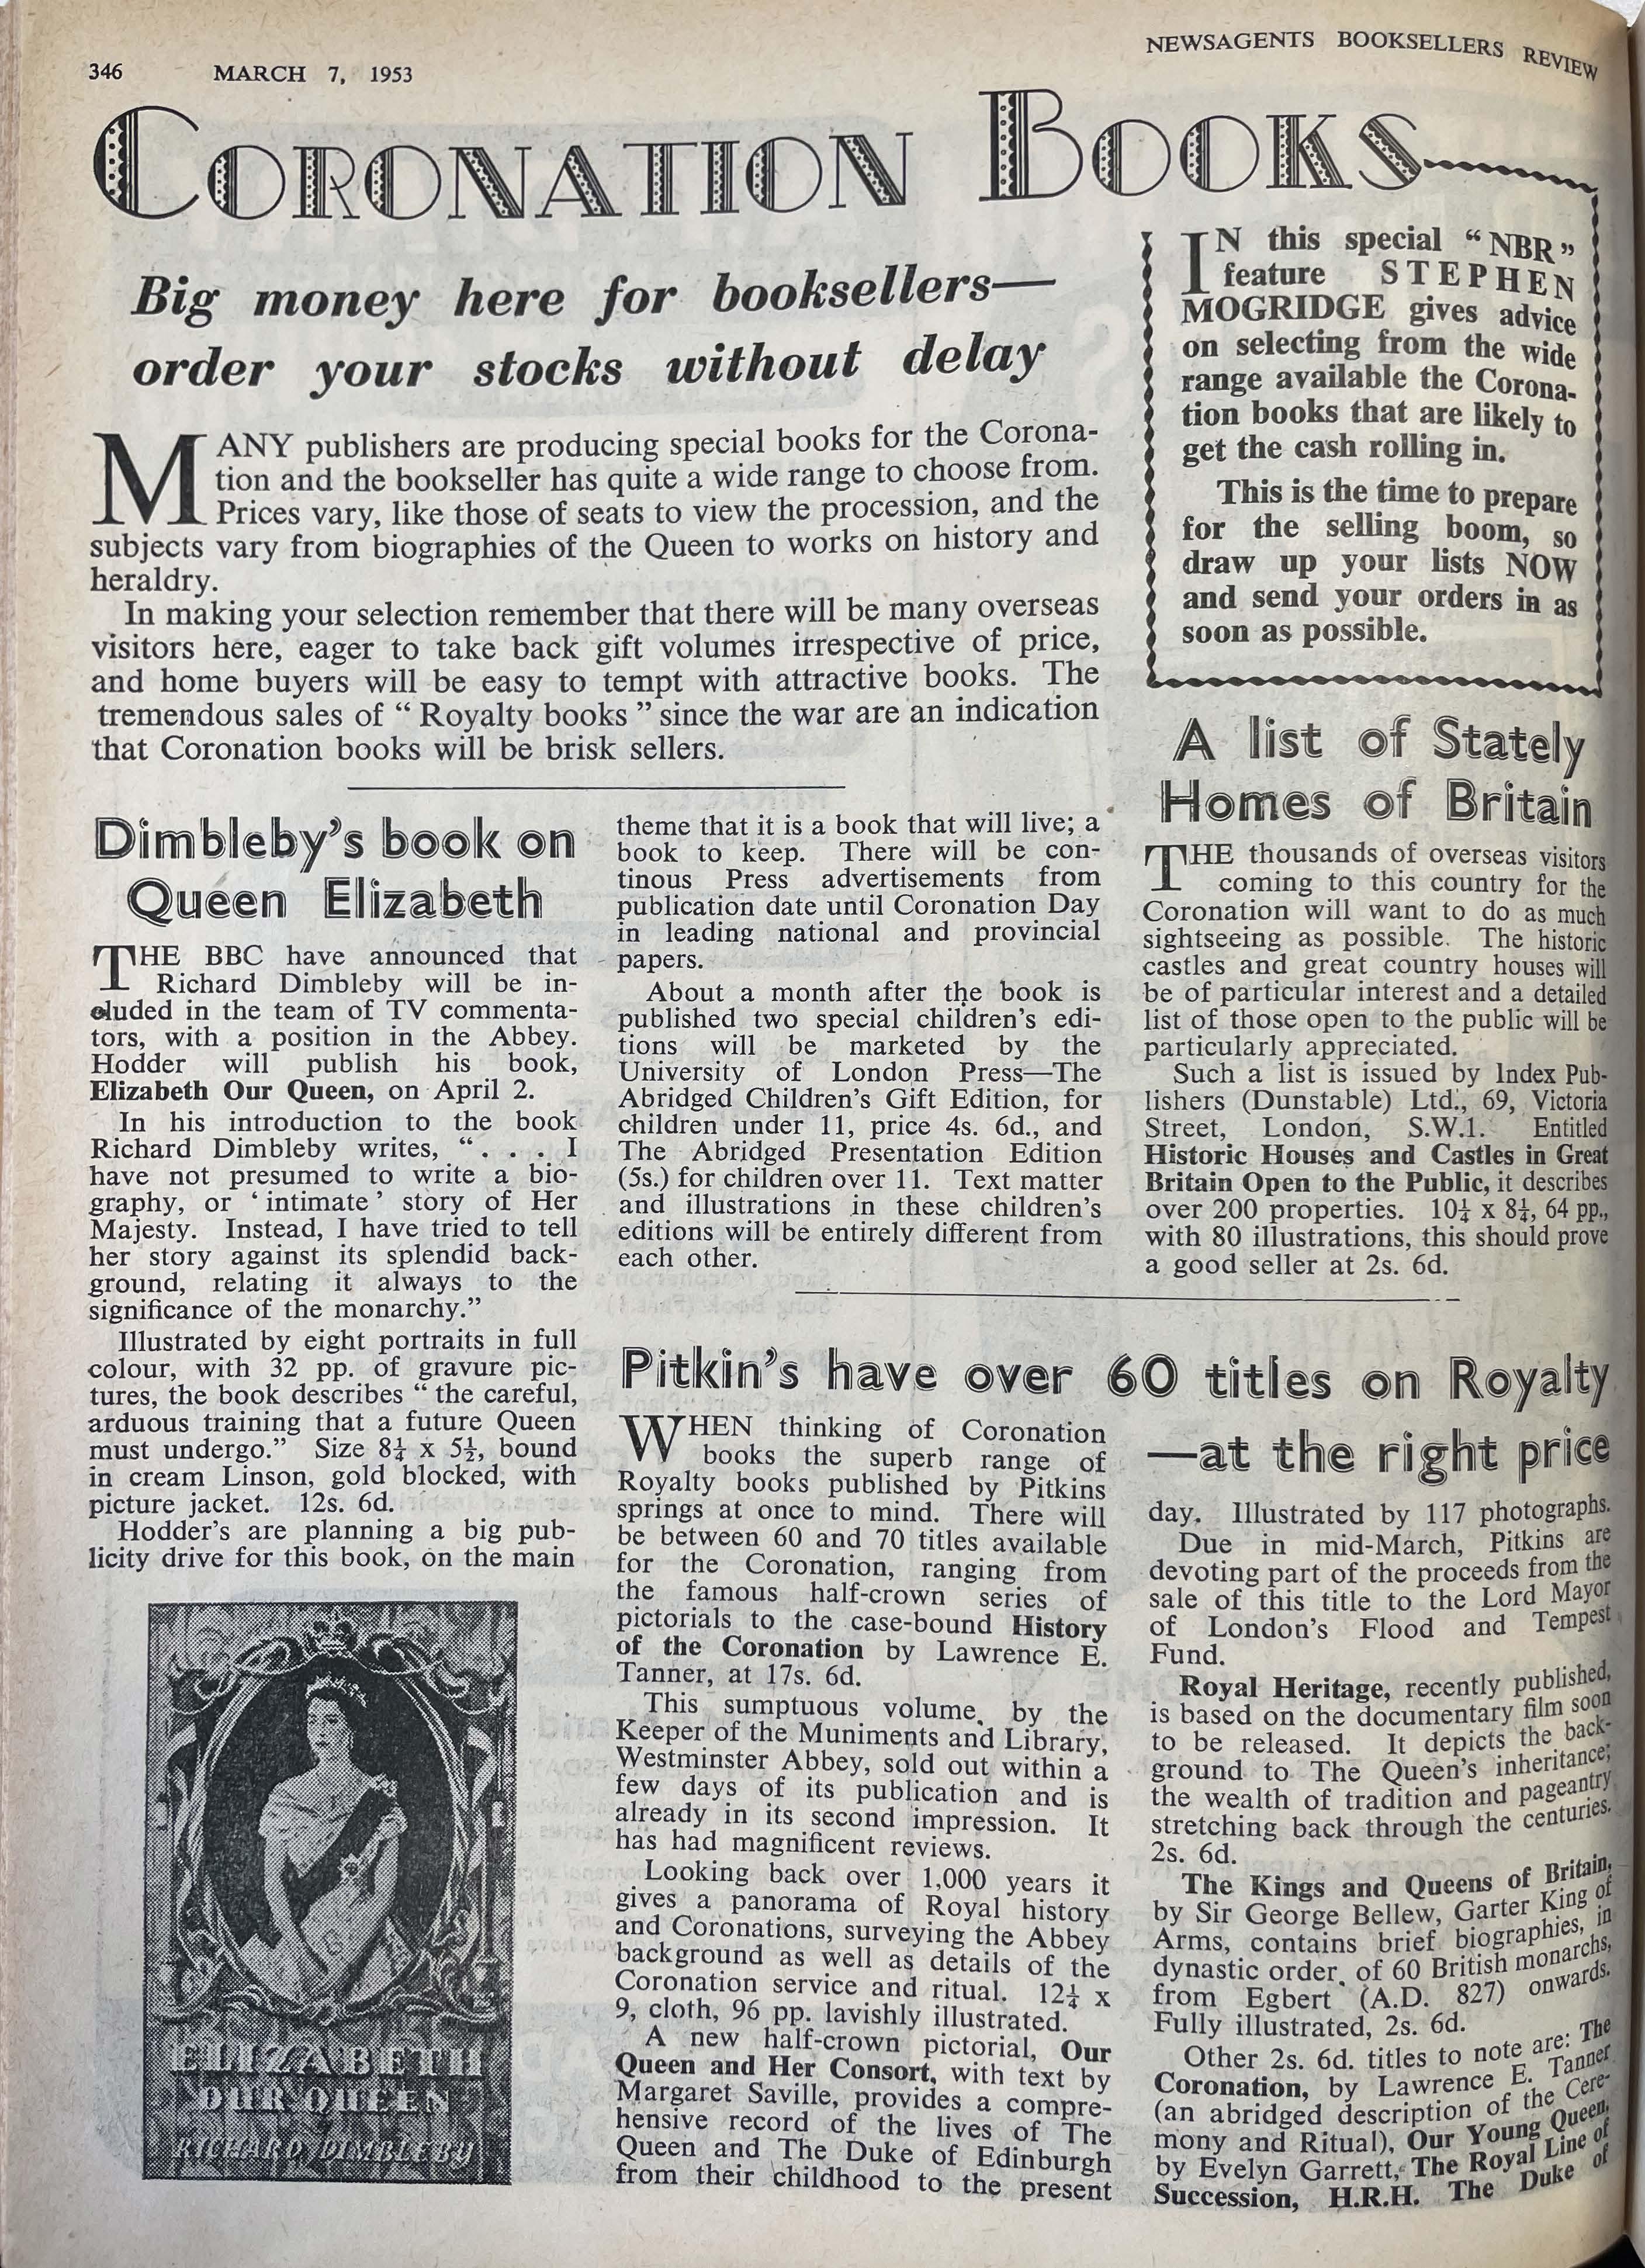 346 MARCH 7, 1953
NEWSAGENTS BOOKSELLERS REVIEW
CORONATION BOOKS
Big money here for booksellers—
order your stocks without delay
MANY publishers are producing special books for the Corona-
tion and the bookseller has quite a wide range to choose from.
Prices vary, like those of seats to view the procession, and the
subjects vary from biographies of the Queen to works on history and
heraldry.
In making your selection remember that there will be many overseas
visitors here, eager to take back gift volumes irrespective of price,
and home buyers will be easy to tempt with attractive books. The
tremendous sales of “ Royalty books ” since the war are an indication
that Coronation books will be brisk sellers.
IN this special “ NBR ”
feature STEPHEN
MOGRIDGE gives advice
on selecting from the wide
range available the Corona-
tion books that are likely to
get the cash rolling in.
This is the time to prepare
for the selling boom, so
draw up your lists NOW
and send your orders in as
soon as possible.
Dimbleby’s book on
Queen Elizabeth
THE BBC have announced that
Richard Dimbleby will be in-
cluded in the team of TV commenta-
tors, with a position in the Abbey.
Hodder will publish his book,
Elizabeth Our Queen, on April 2.
In his introduction to the book
Richard Dimbleby writes, “ . . . I
have not presumed to write a bio-
graphy, or ‘ intimate ’ story of Her
Majesty. Instead, I have tried to tell
her story against its splendid back-
ground, relating it always to the
significance of the monarchy.”
Illustrated by eight portraits in full
colour, with 32 pp. of gravure pic-
tures, the book describes “ the careful,
arduous training that a future Queen
must undergo.” Size 8¼ x 5½, bound
in cream Linson, gold blocked, with
picture jacket. 12s. 6d.
Hodder’s are planning a big pub-
licity drive for this book, on the main
ELIZABETH
OUR QUEEN
RICHARD DIMBLEBY
theme that it is a book that will live; a
book to keep. There will be con-
tinous Press advertisements from
publication date until Coronation Day
in leading national and provincial
papers.
About a month after the book is
published two special children’s edi-
tions will be marketed by the
University of London Press—The
Abridged Children’s Gift Edition, for
children under 11, price 4s. 6d., and
The Abridged Presentation Edition
(5s.) for children over 11. Text matter
and illustrations in these children’s
editions will be entirely different from
each other.
A list of Stately
Homes of Britain
THE thousands of overseas visitors
coming to this country for the
Coronation will want to do as much
sightseeing as possible. The historic
castles and great country houses will
be of particular interest and a detailed
list of those open to the public will be
particularly appreciated.
Such a list is issued by Index Pub-
lishers (Dunstable) Ltd., 69, Victoria
Street, London, S.W.1. Entitled
Historic Houses and Castles in Great
Britain Open to the Public, it describes
over 200 properties. 10¼ x 8¼, 64 pp.,
with 80 illustrations, this should prove
a good seller at 2s. 6d.
Pitkin’s have over 60 titles on Royalty
—at the right price
WHEN thinking of Coronation
books the superb range of
Royalty books published by Pitkins
springs at once to mind. There will
be between 60 and 70 titles available
for the Coronation, ranging from
the famous half-crown series of
pictorials to the case-bound History
of the Coronation by Lawrence E.
Tanner, at 17s. 6d.
This sumptuous volume, by the
Keeper of the Muniments and Library,
Westminster Abbey, sold out within a
few days of its publication and is
already in its second impression. It
has had magnificent reviews.
Looking back over 1,000 years it
gives a panorama of Royal history
and Coronations, surveying the Abbey
background as well as details of the
Coronation service and ritual. 12¼ x
9, cloth, 96 pp. lavishly illustrated.
A new half-crown pictorial, Our
Queen and Her Consort, with text by
Margaret Saville, provides a compre-
hensive record of the lives of The
Queen and The Duke of Edinburgh
from their childhood to the present
day. Illustrated by 117 photographs.
Due in mid-March, Pitkins are
devoting part of the proceeds from the
sale of this title to the Lord Mayor
of London’s Flood and Tempest
Fund.
Royal Heritage, recently published,
is based on the documentary film soon
to be released. It depicts the back-
ground to The Queen’s inheritance;
the wealth of tradition and pageantry
stretching back through the centuries.
2s. 6d.
The Kings and Queens of Britain,
by Sir George Bellew, Garter King of
Arms, contains brief biographies, in
dynastic order, of 60 British monarchs,
from Egbert (A.D. 827) onwards.
Fully illustrated, 2s. 6d.
Other 2s. 6d. titles to note are: The
Coronation, by Lawrence E. Tanner
(an abridged description of the Cere-
mony and Ritual), Our Young Queen,
by Evelyn Garrett, The Royal Line of
Succession, H.R.H. The Duke of